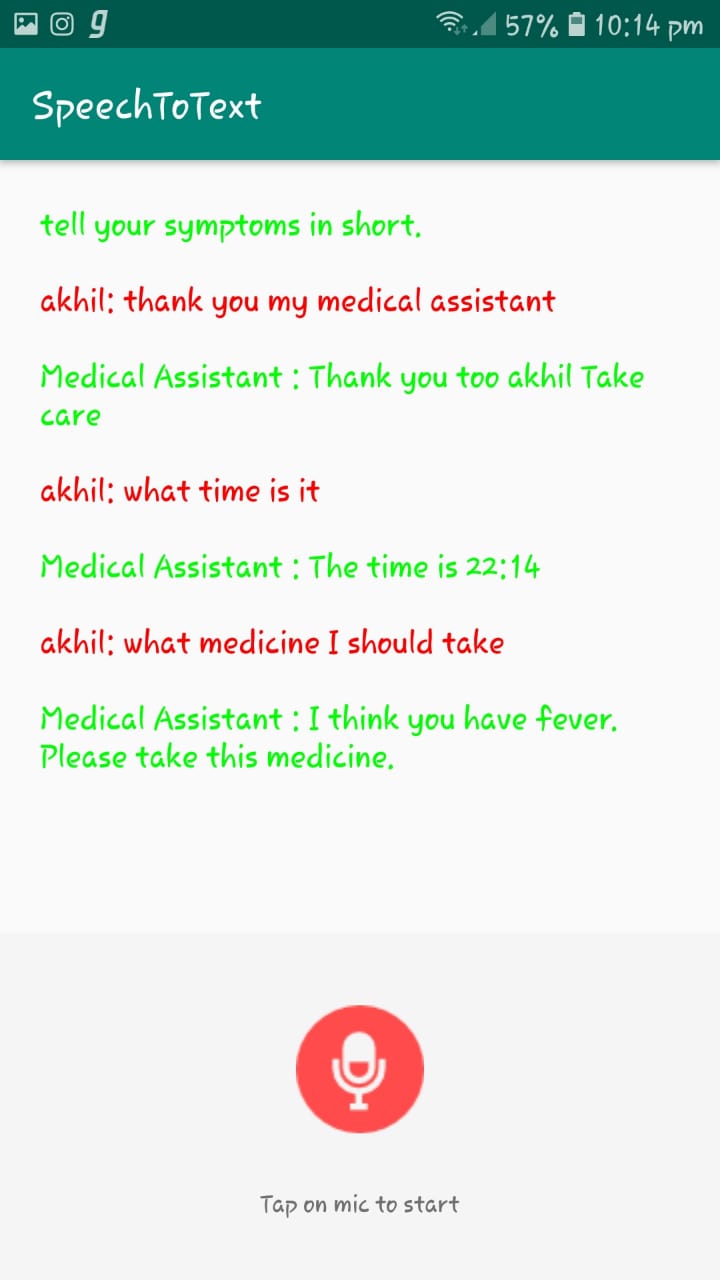 g 57% 10:14 pm
SpeechToText
tell your symptoms in short.
akhil: thank you my medical assistant
Medical Assistant : Thank you too akhil Take
care
akhil: what time is it
Medical Assistant : The time is 22:14
akhil: what medicine I should take
Medical Assistant : I think you have fever.
Please take this medicine.
Tap on mic to start